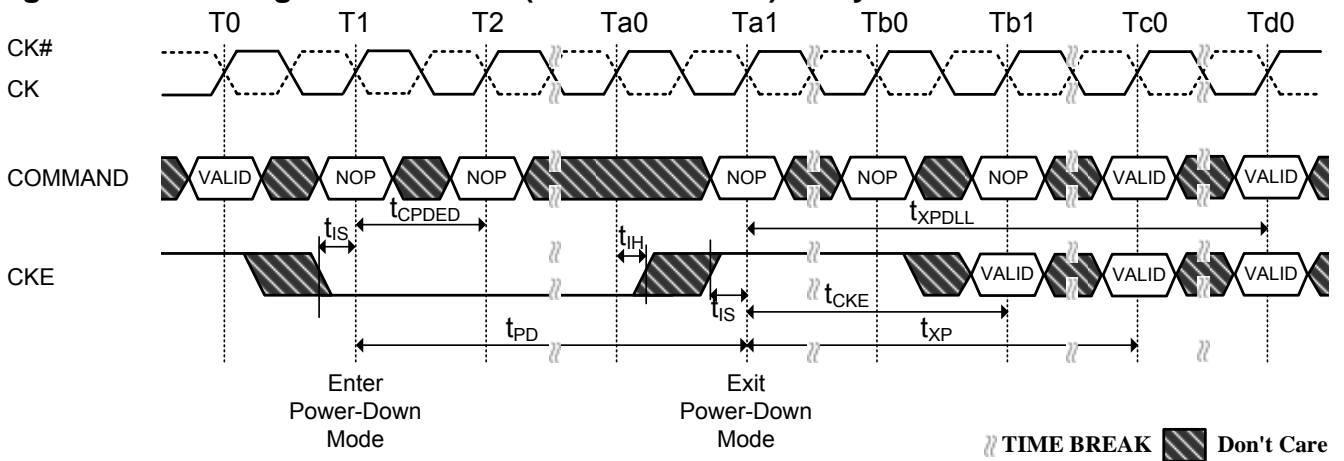 T0 T1 T2 Ta0 Ta1 Tb0 Tb1 Tc0 Td0
CK#
CK
COMMAND VALID NOP NOP NOP NOP NOP VALID VALID
tCPDED tXPDLL
tIS tIH
CKE VALID VALID VALID
tIS tCKE
tPD tXP
Enter
Power-Down
Mode
Exit
Power-Down
Mode
TIME BREAK Don't Care